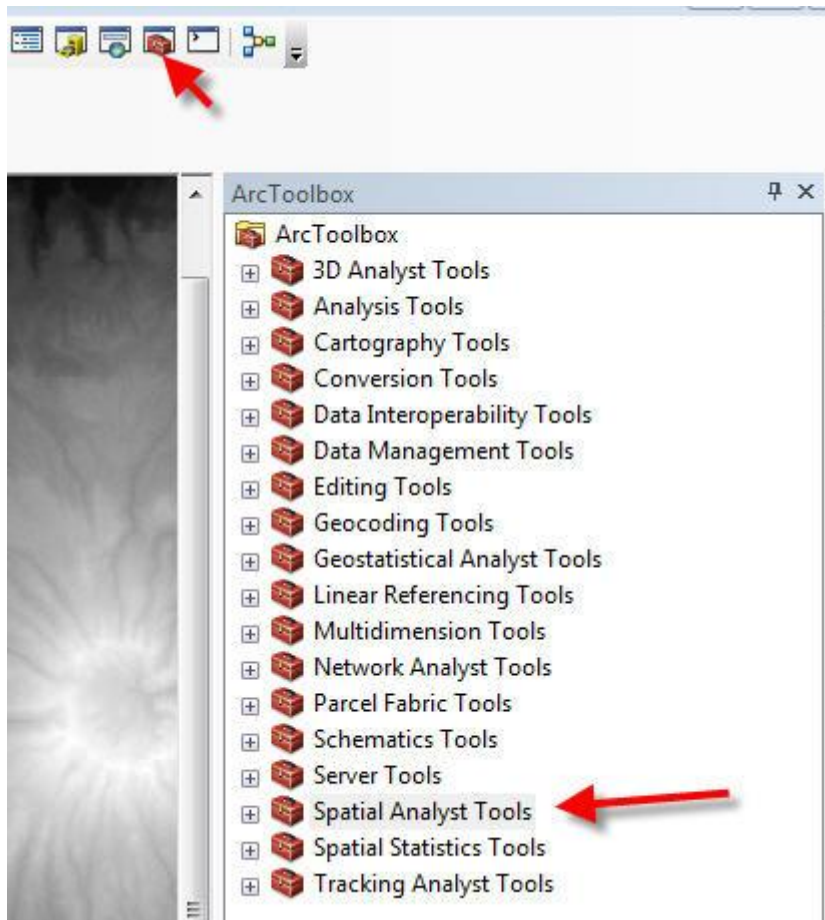 ArcToolbox
ArcToolbox
3D Analyst Tools
Analysis Tools
Cartography Tools
Conversion Tools
Data Interoperability Tools
Data Management Tools
Editing Tools
Geocoding Tools
Geostatistical Analyst Tools
Linear Referencing Tools
Multidimension Tools
Network Analyst Tools
Parcel Fabric Tools
Schematics Tools
Server Tools
Spatial Analyst Tools
Spatial Statistics Tools
Tracking Analyst Tools